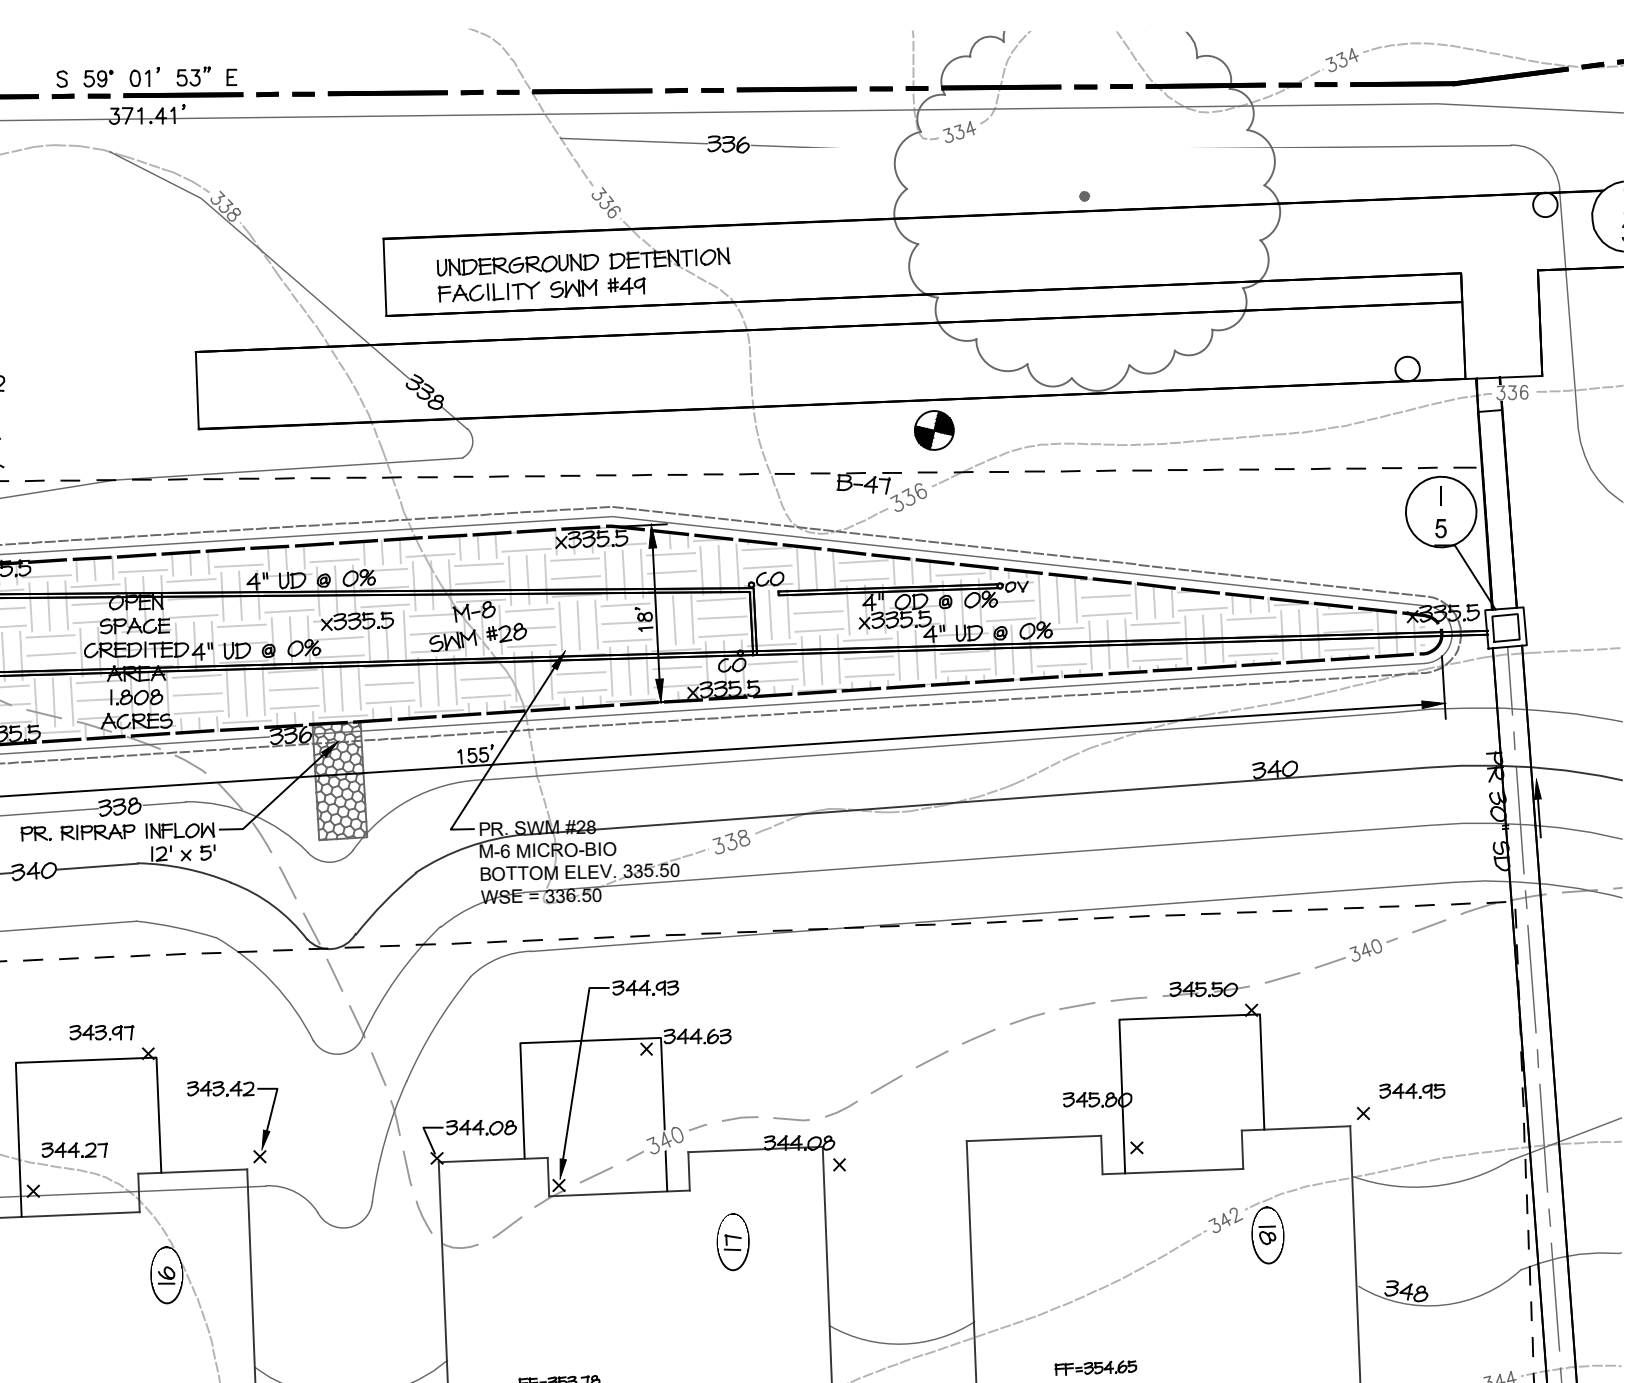 S 59° 01' 53" E
371.41'
334
334
336
336
338
UNDERGROUND DETENTION
FACILITY SWM #49
338
336
B-47
336
1
5
x335.5
4" UD @ 0%
CO
OV
4" OD @ 0%
x335.5
x335.5
OPEN
SPACE
CREDITED
AREA
1.808
ACRES
x335.5
M-8
SWM #28
18'
4" UD @ 0%
4" UD @ 0%
CO
x335.5
336
155'
338
PR. RIPRAP INFLOW
12' x 5'
340
340
PR 30" SD
PR. SWM #28
M-6 MICRO-BIO
BOTTOM ELEV. 335.50
WSE = 336.50
338
340
344.93
345.50
343.97
344.63
343.42
344.08
345.80
344.95
344.27
340
344.08
342
16
17
18
348
FF=354.65